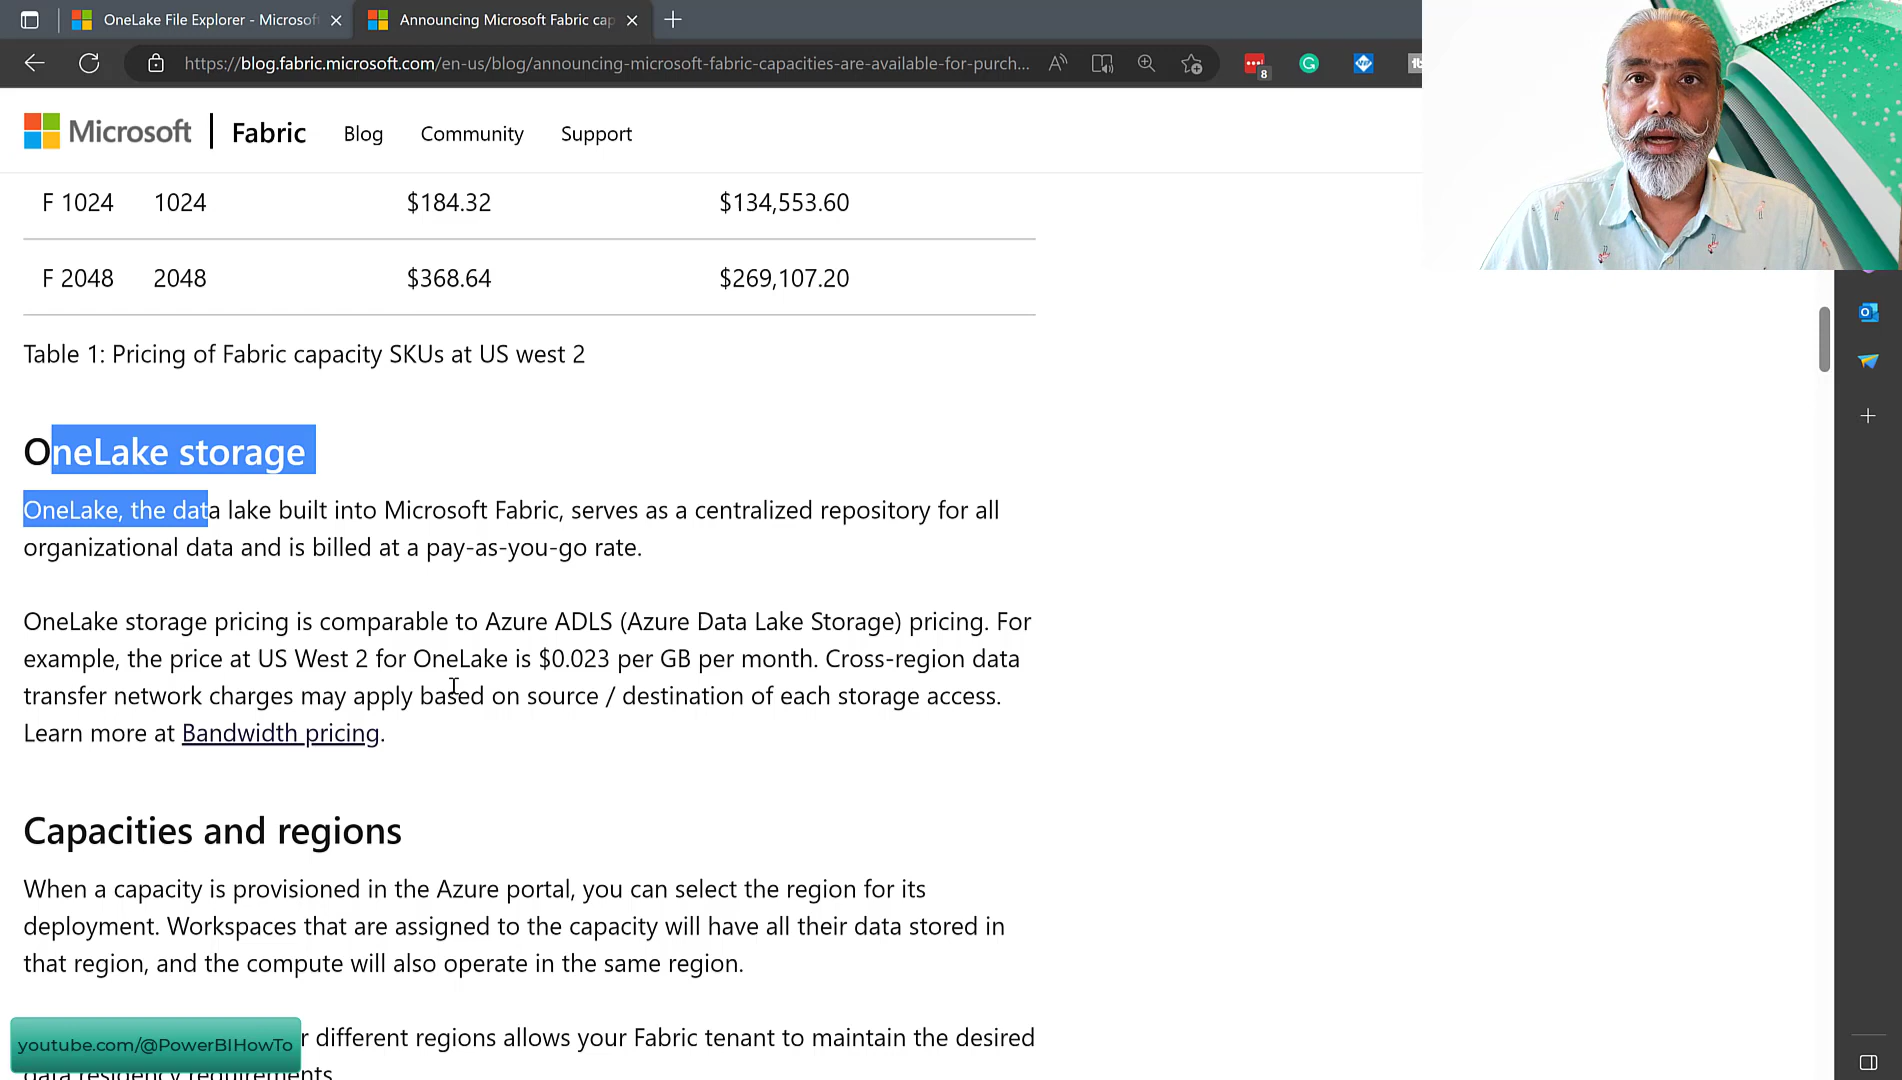 OneLake File Explorer - Microsof
Announcing Microsoft Fabric cap
https://blog.fabric.microsoft.com/en-us/blog/announcing-microsoft-fabric-capacities-are-available-for-purch...
8
Microsoft
Fabric
Blog
Community
Support
F 1024 1024 $184.32 $134,553.60
F 2048 2048 $368.64 $269,107.20
Table 1: Pricing of Fabric capacity SKUs at US west 2
OneLake storage
OneLake, the data lake built into Microsoft Fabric, serves as a centralized repository for all
organizational data and is billed at a pay-as-you-go rate.
OneLake storage pricing is comparable to Azure ADLS (Azure Data Lake Storage) pricing. For
example, the price at US West 2 for OneLake is $0.023 per GB per month. Cross-region data
transfer network charges may apply based on source / destination of each storage access.
Learn more at Bandwidth pricing.
Capacities and regions
When a capacity is provisioned in the Azure portal, you can select the region for its
deployment. Workspaces that are assigned to the capacity will have all their data stored in
that region, and the compute will also operate in the same region.
r different regions allows your Fabric tenant to maintain the desired
data residency requirements.
youtube.com/@PowerBIHowTo